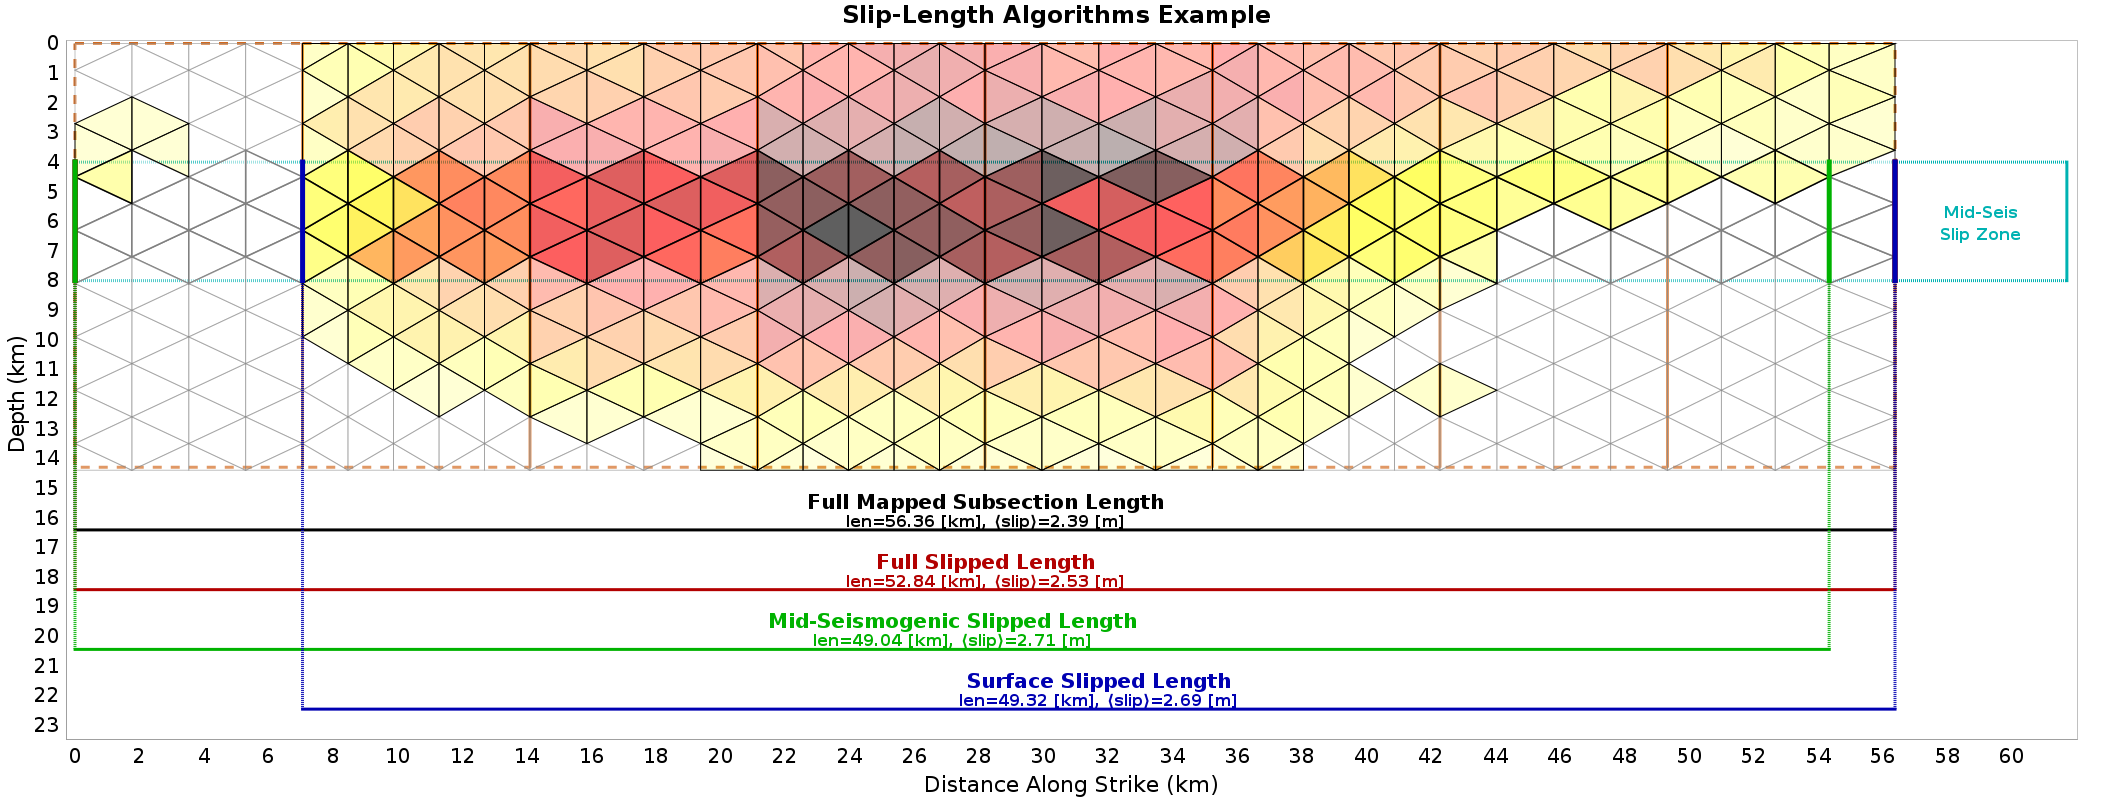 Slip-Length Algorithms Example
0
1
2
3
4
5
6
7
8
9
10
11
12
13
14
15
16
17
18
19
20
21
22
23
Depth (km)
Mid-Seis
Slip Zone
Full Mapped Subsection Length
len=56.36 [km], ⟨slip⟩=2.39 [m]
Full Slipped Length
len=52.84 [km], ⟨slip⟩=2.53 [m]
Mid-Seismogenic Slipped Length
len=49.04 [km], ⟨slip⟩=2.71 [m]
Surface Slipped Length
len=49.32 [km], ⟨slip⟩=2.69 [m]
0 2 4 6 8 10 12 14 16 18 20 22 24 26 28 30 32 34 36 38 40 42 44 46 48 50 52 54 56 58 60
Distance Along Strike (km)